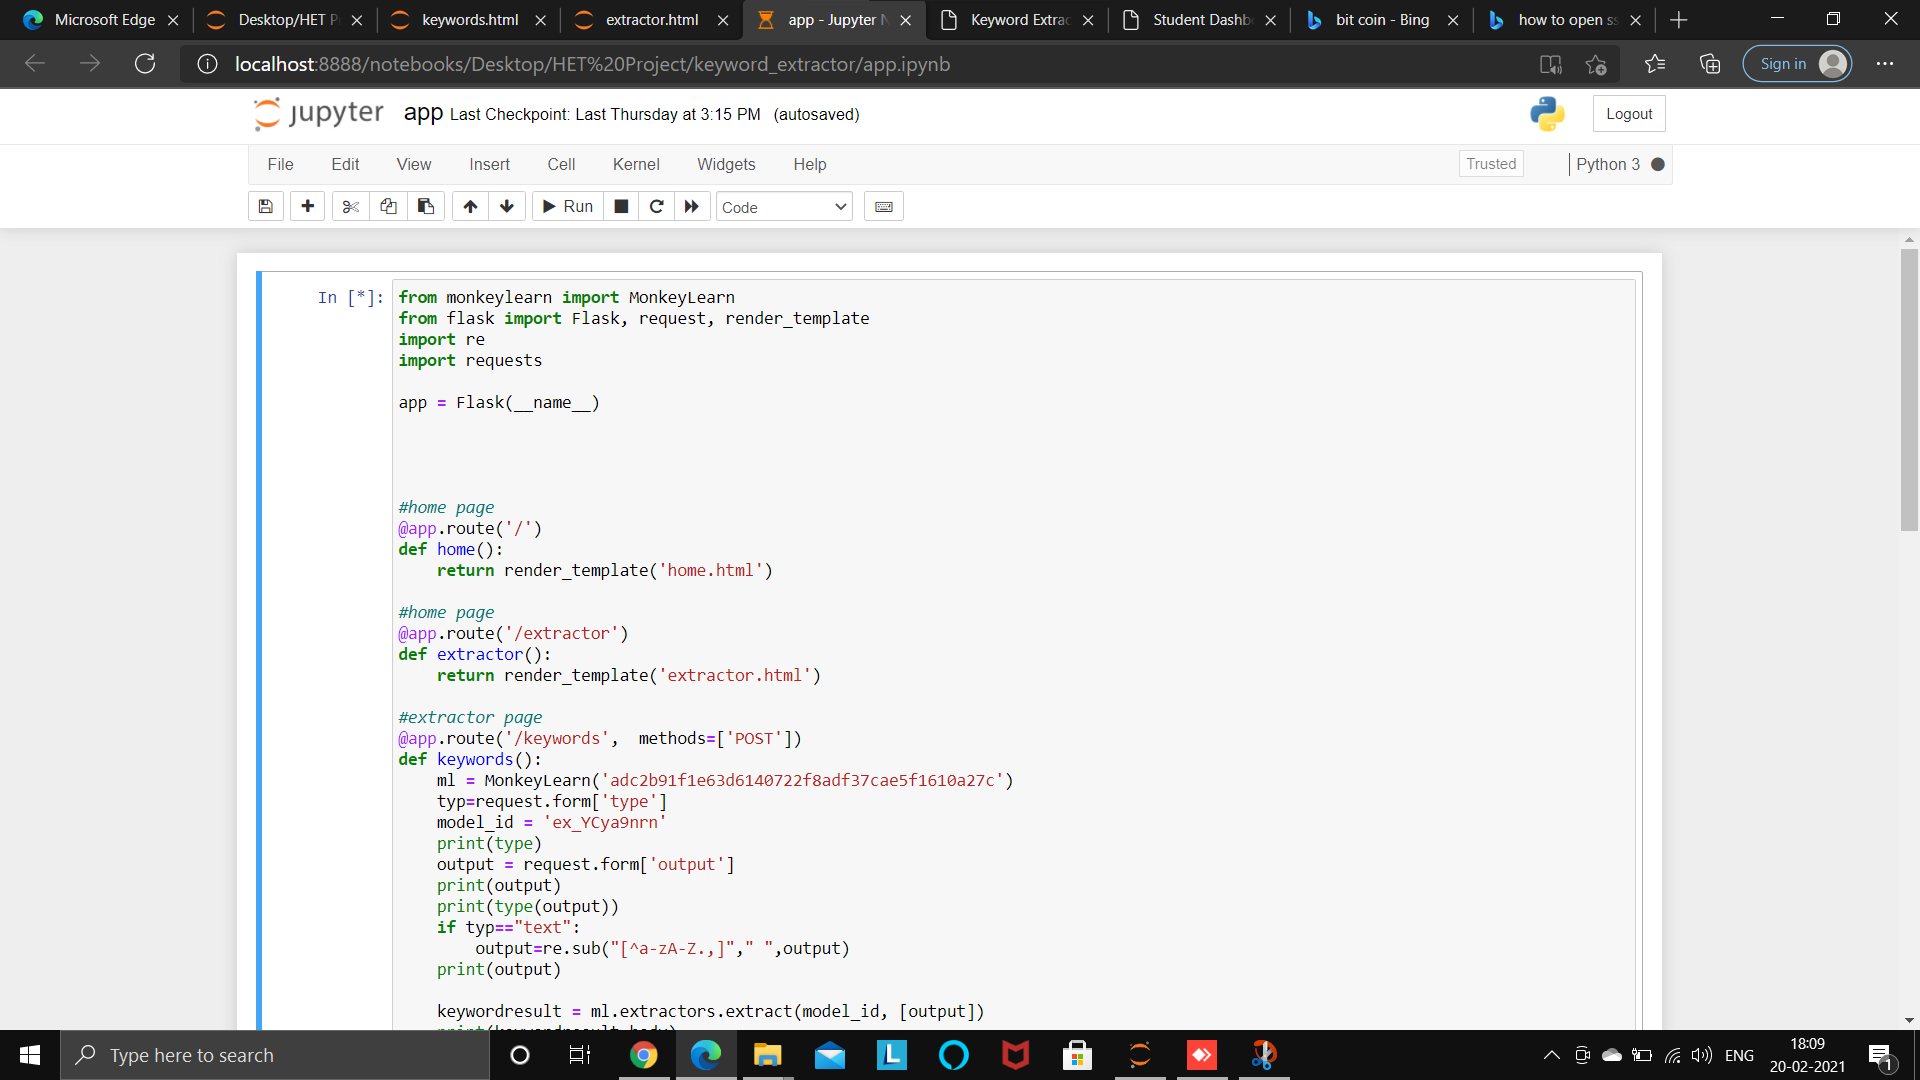 Microsoft Edge
Desktop/HET P
keywords.html
extractor.html
app - Jupyter N
Keyword Extrac
Student Dashb
bit coin - Bing
how to open ss
localhost:8888/notebooks/Desktop/HET%20Project/keyword_extractor/app.ipynb
Sign in
jupyter app Last Checkpoint: Last Thursday at 3:15 PM (autosaved)
Logout
File Edit View Insert Cell Kernel Widgets Help
Trusted
Python 3
Run
Code
In [*]:
from monkeylearn import MonkeyLearn
from flask import Flask, request, render_template
import re
import requests
app = Flask(__name__)
#home page
@app.route('/')
def home():
    return render_template('home.html')
#home page
@app.route('/extractor')
def extractor():
    return render_template('extractor.html')
#extractor page
@app.route('/keywords',  methods=['POST'])
def keywords():
    ml = MonkeyLearn('adc2b91f1e63d6140722f8adf37cae5f1610a27c')
    typ=request.form['type']
    model_id = 'ex_YCya9nrn'
    print(type)
    output = request.form['output']
    print(output)
    print(type(output))
    if typ=="text":
        output=re.sub("[^a-zA-Z.,]"," ",output)
    print(output)
    keywordresult = ml.extractors.extract(model_id, [output])
Type here to search
ENG
18:09
20-02-2021
1